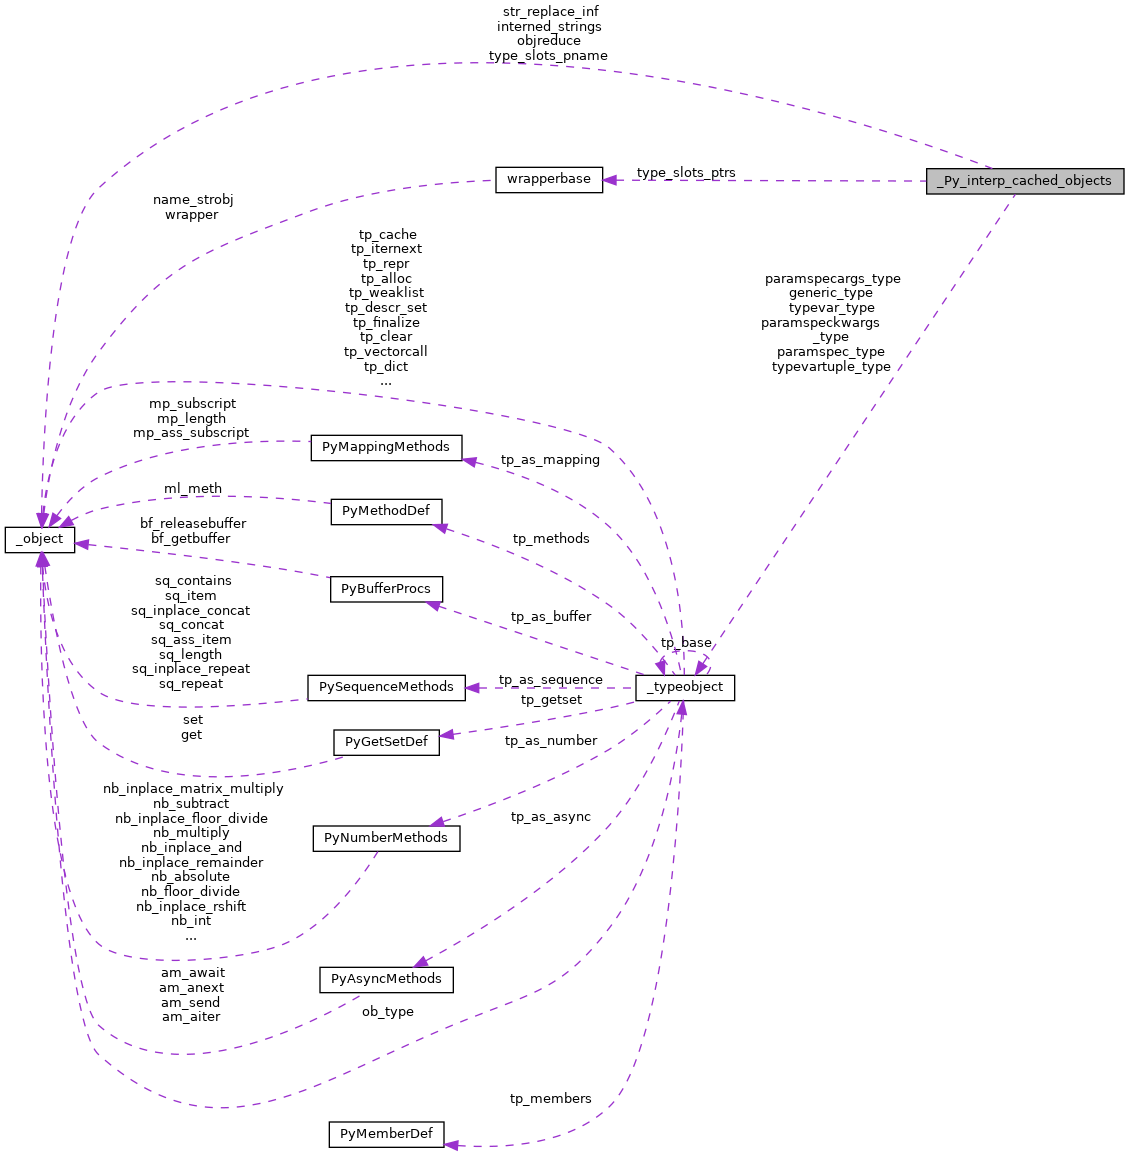 str_replace_inf
interned_strings
objreduce
type_slots_pname
wrapperbase
type_slots_ptrs
_Py_interp_cached_objects
name_strobj
wrapper
tp_cache
tp_iternext
tp_repr
tp_alloc
tp_weaklist
tp_descr_set
tp_finalize
tp_clear
tp_vectorcall
tp_dict
...
paramspecargs_type
generic_type
typevar_type
paramspeckwargs
_type
paramspec_type
typevartuple_type
mp_subscript
mp_length
mp_ass_subscript
PyMappingMethods
tp_as_mapping
ml_meth
PyMethodDef
tp_methods
_object
bf_releasebuffer
bf_getbuffer
PyBufferProcs
tp_as_buffer
sq_contains
sq_item
sq_inplace_concat
sq_concat
sq_ass_item
sq_length
sq_inplace_repeat
sq_repeat
PySequenceMethods
tp_as_sequence
tp_base
_typeobject
set
get
PyGetSetDef
tp_getset
tp_as_number
nb_inplace_matrix_multiply
nb_subtract
nb_inplace_floor_divide
nb_multiply
nb_inplace_and
nb_inplace_remainder
nb_absolute
nb_floor_divide
nb_inplace_rshift
nb_int
...
PyNumberMethods
tp_as_async
am_await
am_anext
am_send
am_aiter
PyAsyncMethods
ob_type
tp_members
PyMemberDef